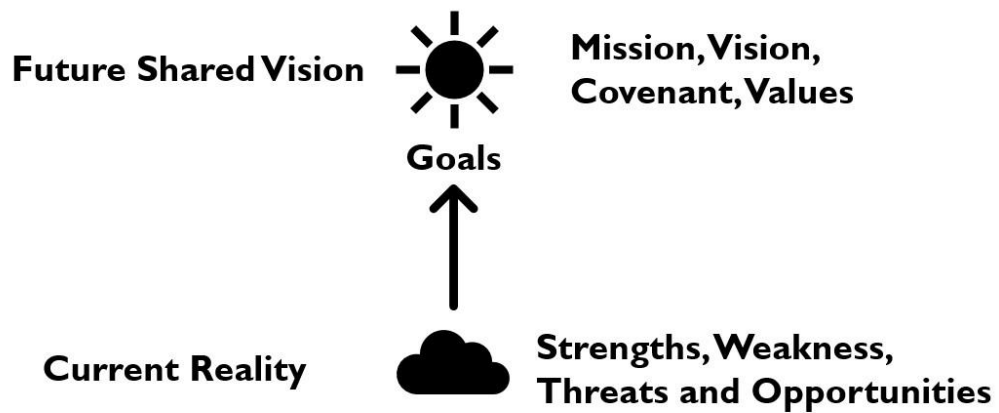 Future Shared Vision
Mission, Vision,
Covenant, Values
Goals
Current Reality
Strengths, Weakness,
Threats and Opportunities